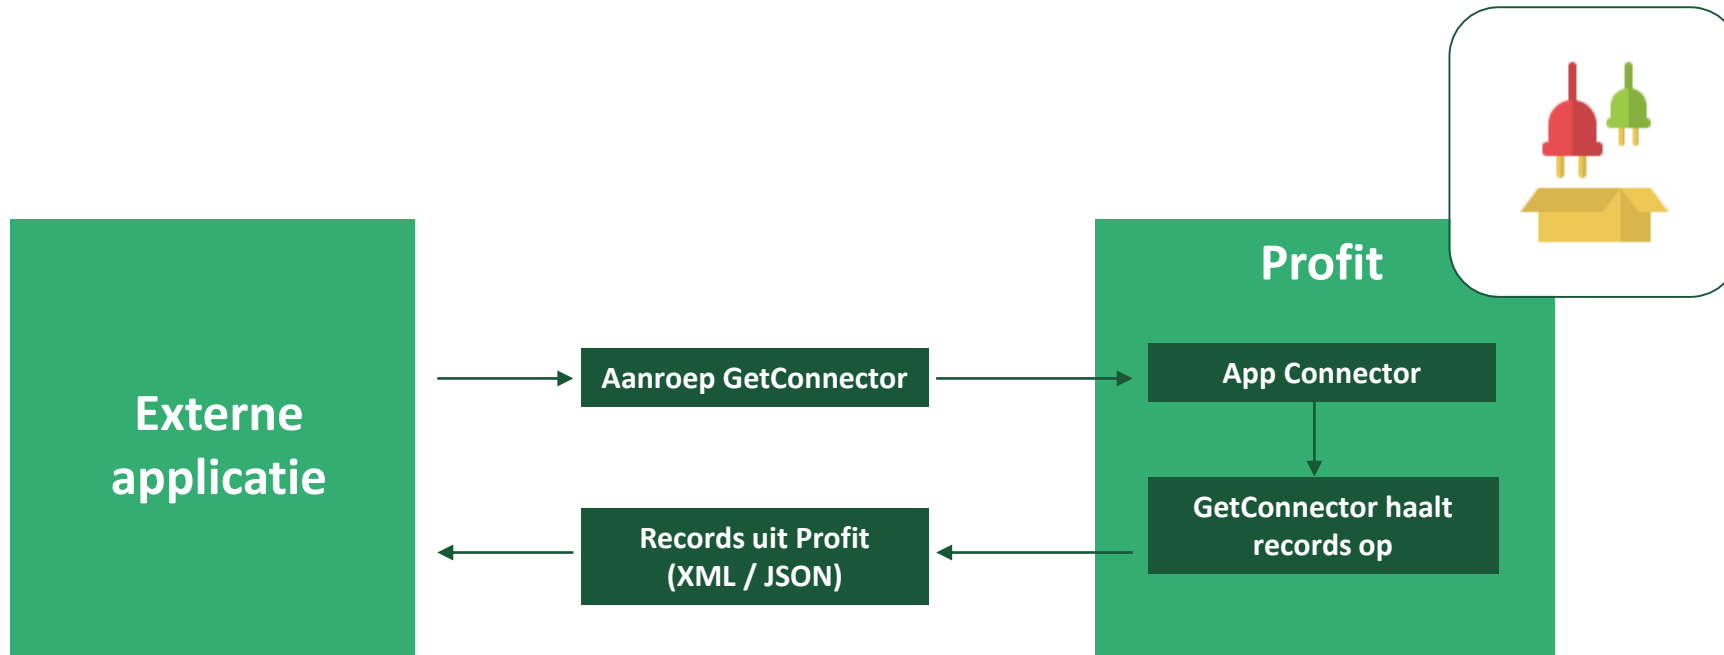 Externe
applicatie
Aanroep GetConnector
Records uit Profit
(XML / JSON)
Profit
App Connector
GetConnector haalt
records op